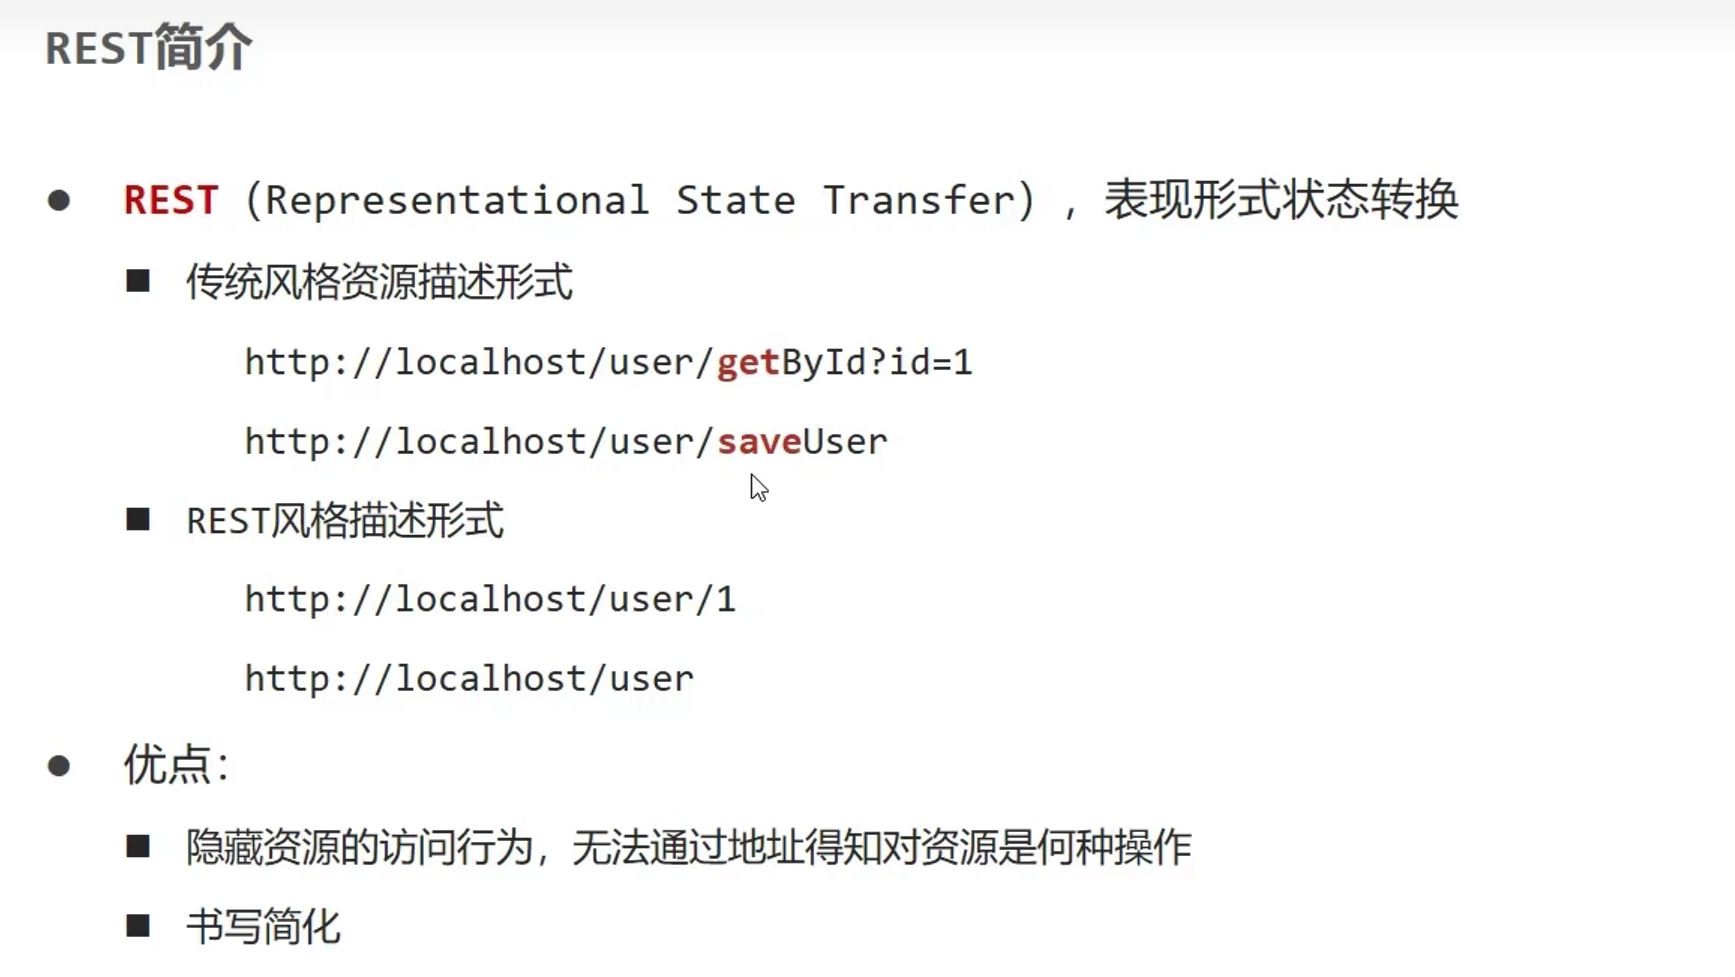 REST简介
REST（Representational State Transfer），表现形式状态转换
传统风格资源描述形式
http://localhost/user/getById?id=1
http://localhost/user/saveUser
REST风格描述形式
http://localhost/user/1
http://localhost/user
优点：
隐藏资源的访问行为，无法通过地址得知对资源是何种操作
书写简化